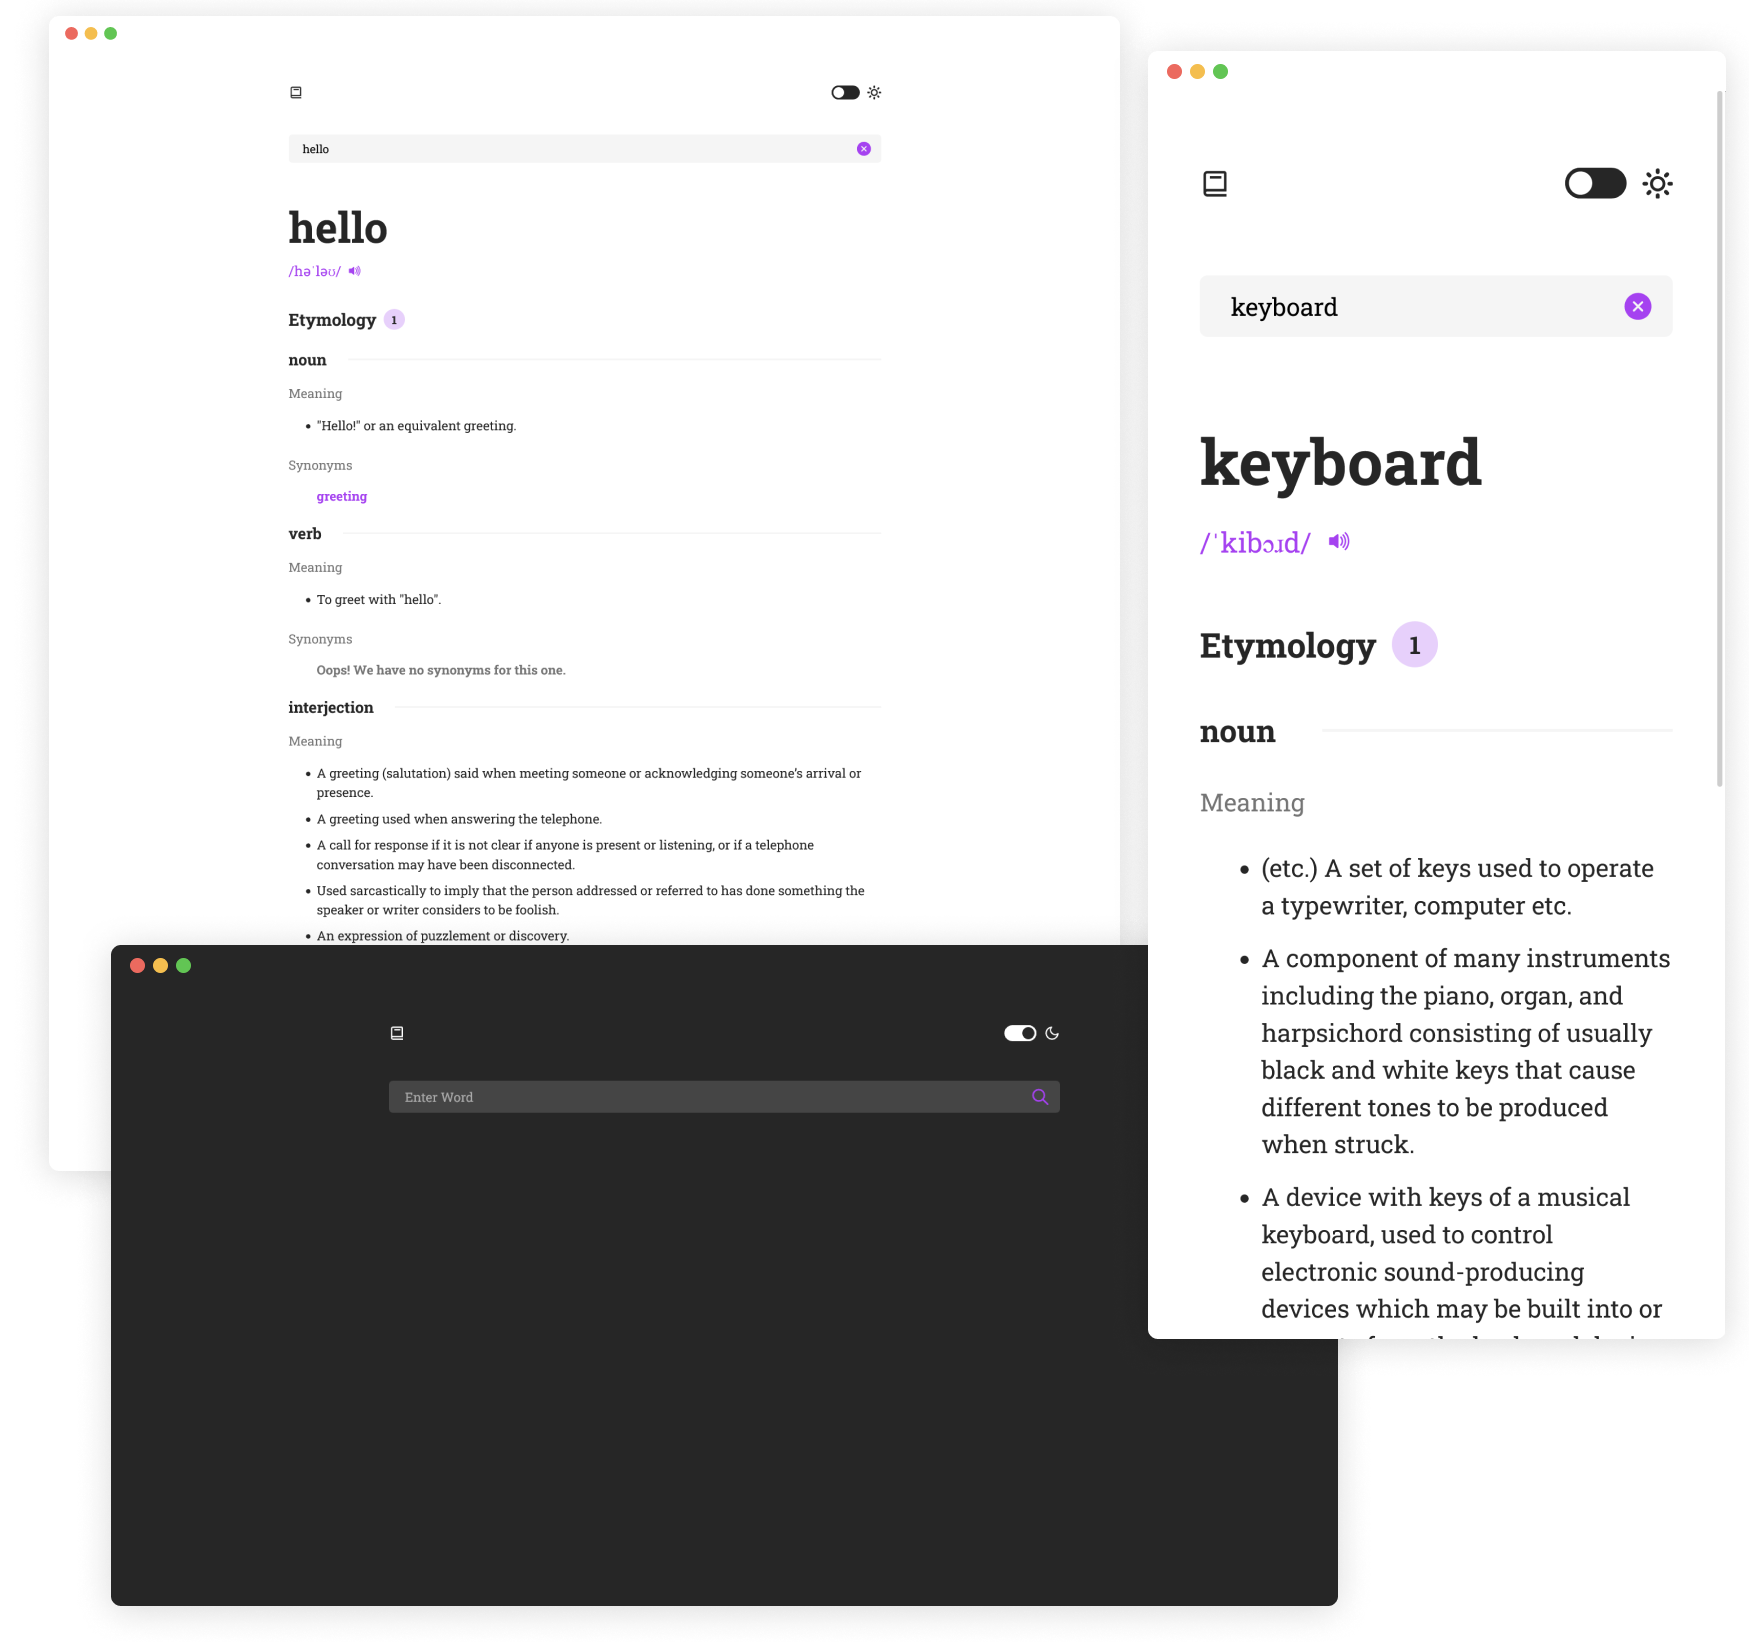 hello
hello
/həˈləʊ/
Etymology 1
noun
Meaning
• "Hello!" or an equivalent greeting.
Synonyms
greeting
verb
Meaning
• To greet with "hello".
Synonyms
Oops! We have no synonyms for this one.
interjection
Meaning
• A greeting (salutation) said when meeting someone or acknowledging someone’s arrival or
presence.
• A greeting used when answering the telephone.
• A call for response if it is not clear if anyone is present or listening, or if a telephone
conversation may have been disconnected.
• Used sarcastically to imply that the person addressed or referred to has done something the
speaker or writer considers to be foolish.
• An expression of puzzlement or discovery.
Enter Word
keyboard
keyboard
/ˈkibɔɹd/
Etymology 1
noun
Meaning
• (etc.) A set of keys used to operate
a typewriter, computer etc.
• A component of many instruments
including the piano, organ, and
harpsichord consisting of usually
black and white keys that cause
different tones to be produced
when struck.
• A device with keys of a musical
keyboard, used to control
electronic sound-producing
devices which may be built into or